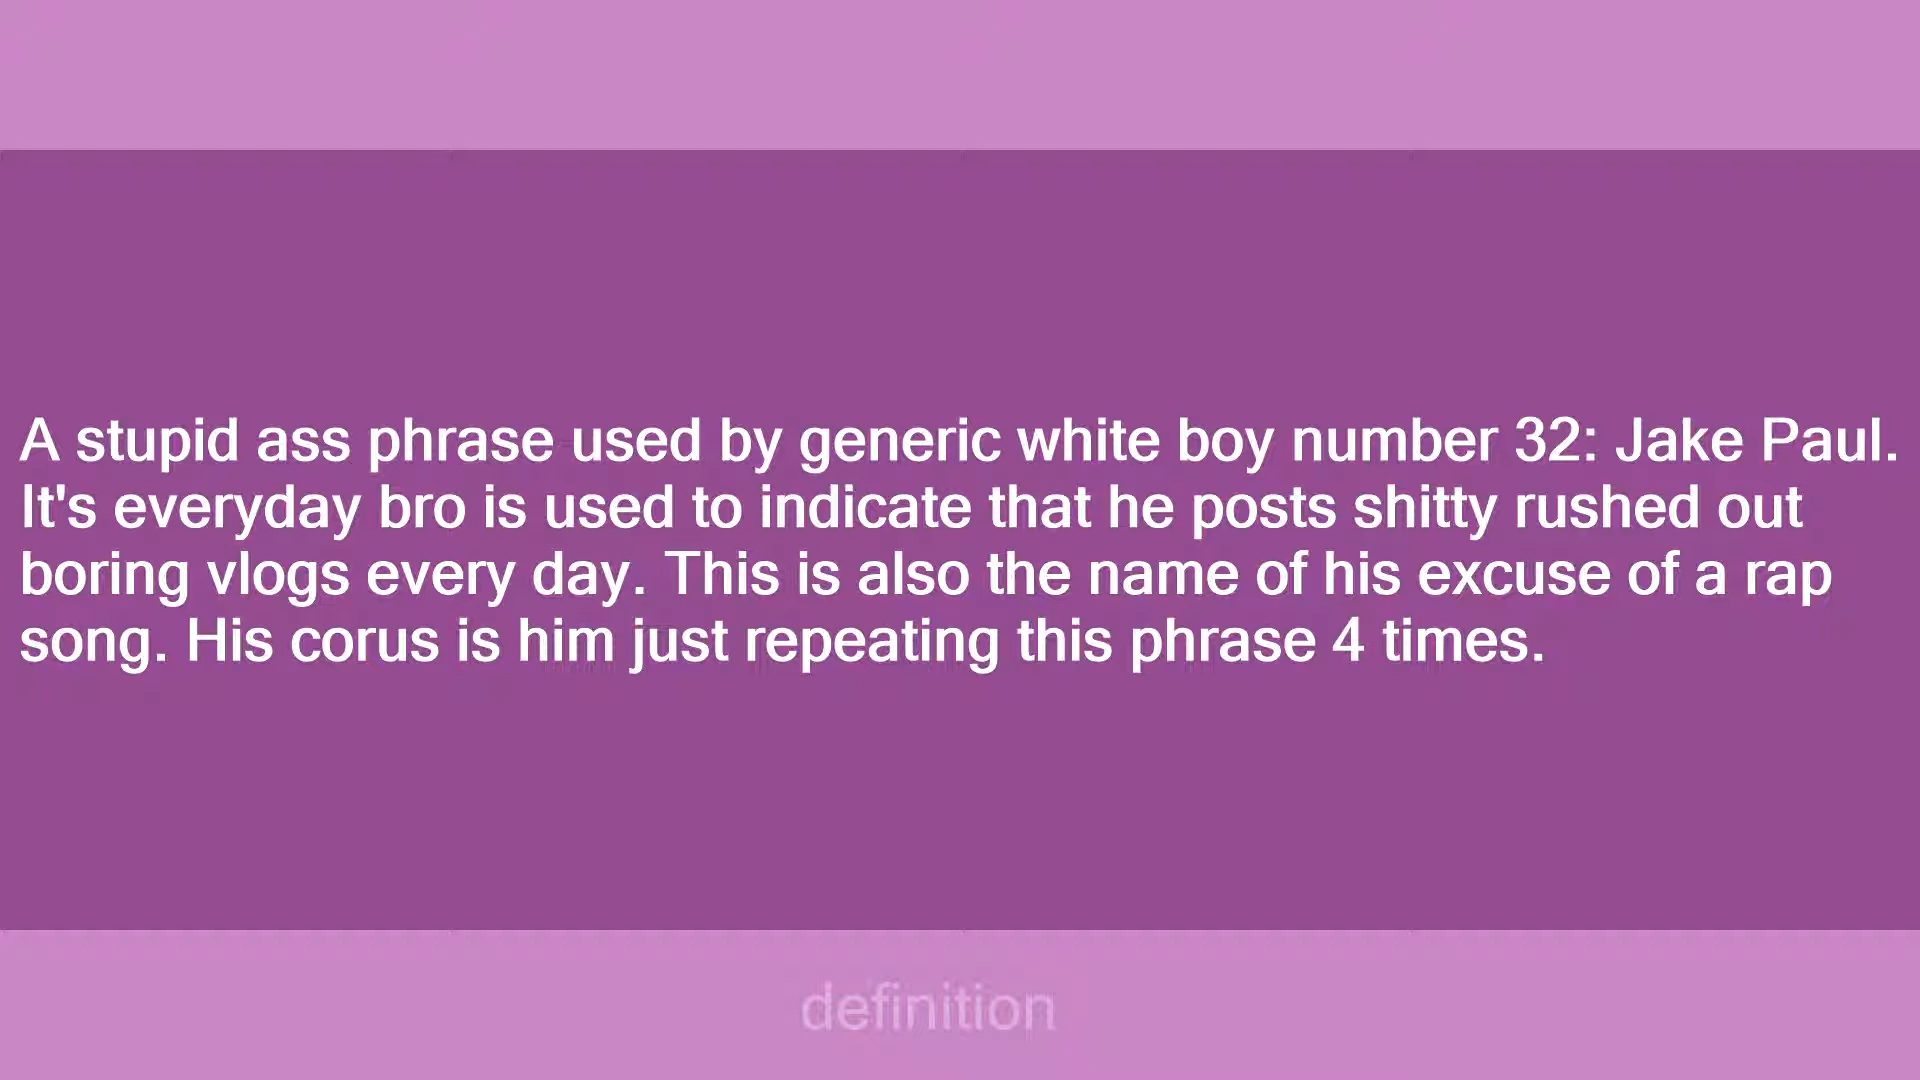 A stupid ass phrase used by generic white boy number 32: Jake Paul.
It's everyday bro is used to indicate that he posts shitty rushed out
boring vlogs every day. This is also the name of his excuse of a rap
song. His corus is him just repeating this phrase 4 times.
definition